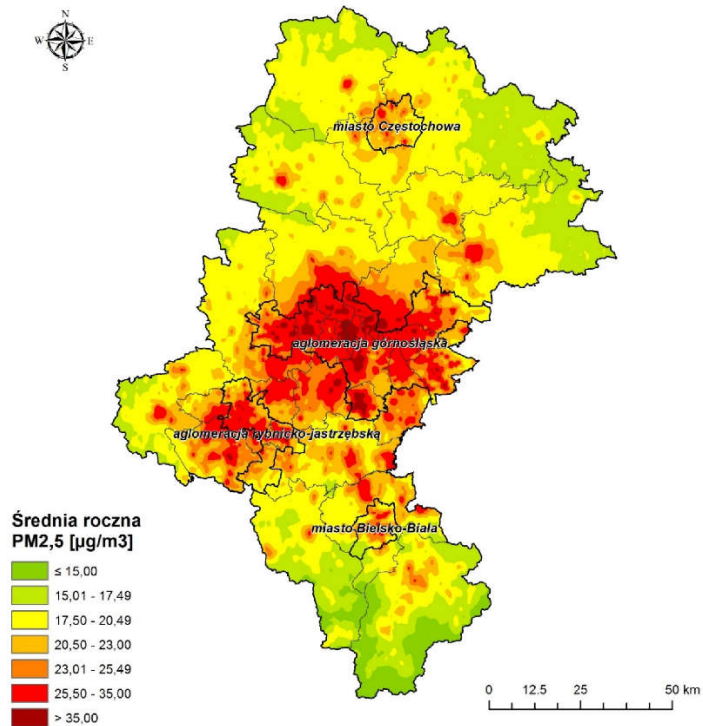 N
W E
S
miasto Częstochowa
aglomeracja górnośląska
aglomeracja rybnicko-jastrzębska
miasto Bielsko-Biała
Średnia roczna
PM2,5 [µg/m3]
≤ 15,00
15,01 - 17,49
17,50 - 20,49
20,50 - 23,00
23,01 - 25,49
25,50 - 35,00
> 35,00
0 12.5 25 50 km